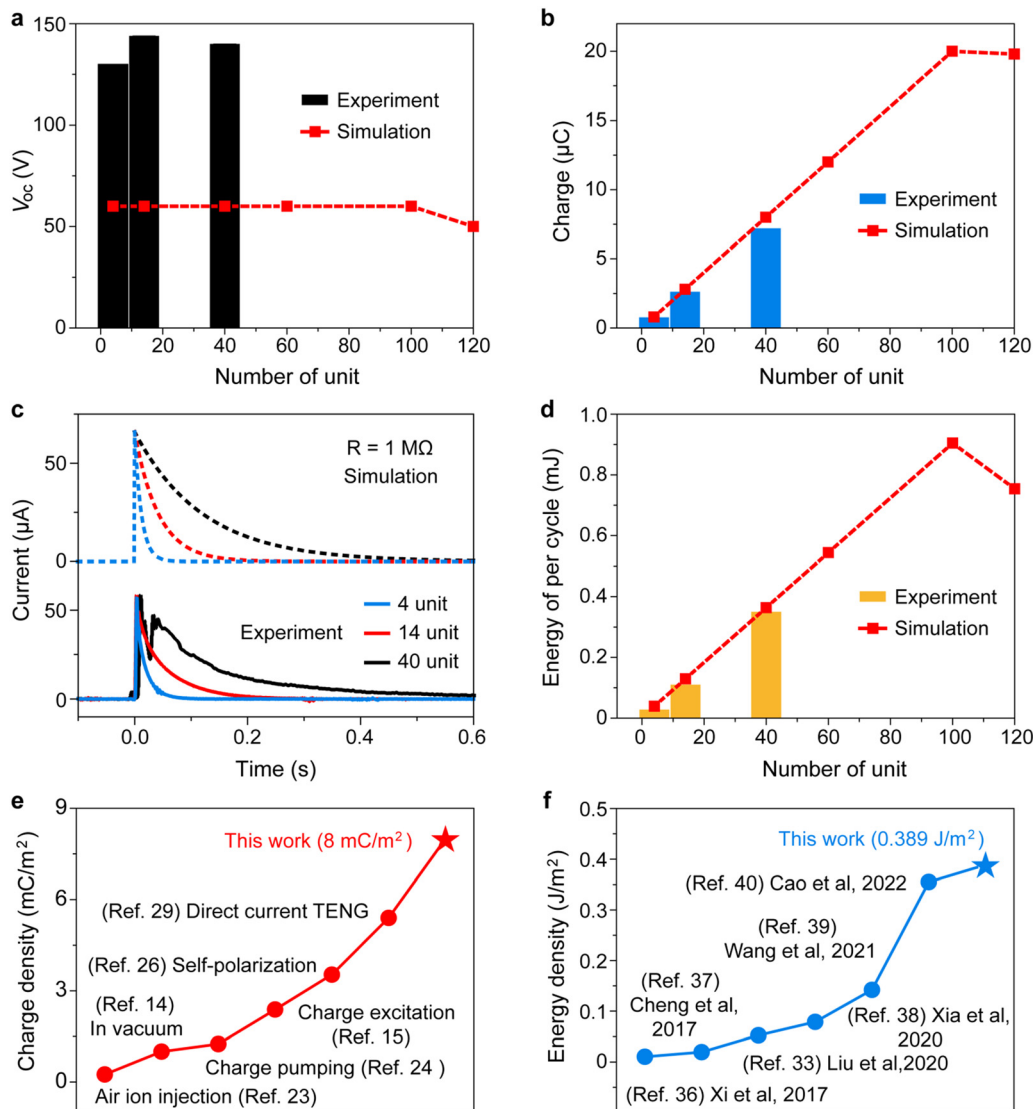 a
150
100
50
0
Voc (V)
Experiment
Simulation
0 20 40 60 80 100 120
Number of unit
b
20
15
10
5
0
Charge (μC)
Experiment
Simulation
0 20 40 60 80 100 120
Number of unit
c
50
0
50
0
Current (μA)
R = 1 MΩ
Simulation
Experiment
4 unit
14 unit
40 unit
0.0 0.2 0.4 0.6
Time (s)
d
1.0
0.8
0.6
0.4
0.2
0
Energy of per cycle (mJ)
Experiment
Simulation
0 20 40 60 80 100 120
Number of unit
e
9
6
3
0
Charge density (mC/m²)
This work (8 mC/m²)
(Ref. 29) Direct current TENG
(Ref. 26) Self-polarization
(Ref. 14)
In vacuum
Charge excitation
(Ref. 15)
Charge pumping (Ref. 24 )
Air ion injection (Ref. 23)
f
0.5
0.4
0.3
0.2
0.1
0
Energy density (J/m²)
This work (0.389 J/m²)
(Ref. 40) Cao et al, 2022
(Ref. 39)
Wang et al, 2021
(Ref. 37)
Cheng et al,
2017
(Ref. 38) Xia et al,
2020
(Ref. 33) Liu et al,2020
(Ref. 36) Xi et al, 2017